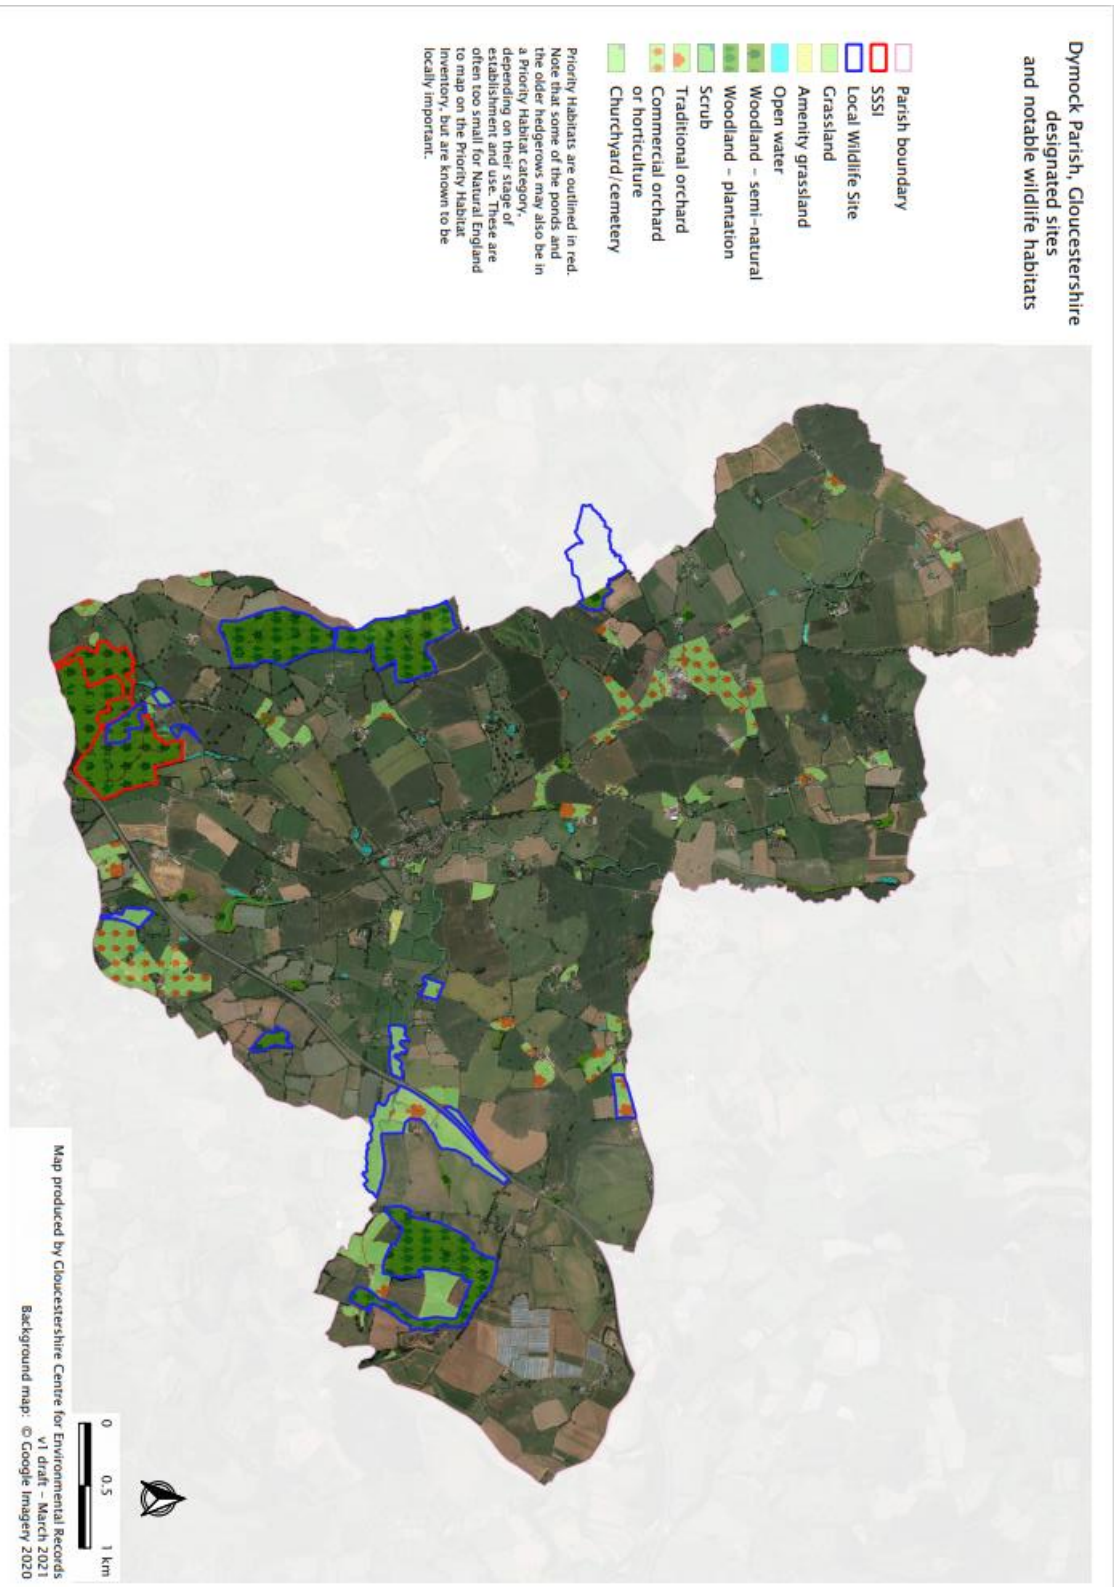 Dymock Parish, Gloucestershire
designated sites
and notable wildlife habitats
Parish boundary
SSSI
Local Wildlife Site
Grassland
Amenity grassland
Open water
Woodland - semi-natural
Woodland - plantation
Scrub
Traditional orchard
Commercial orchard
or horticulture
Churchyard/cemetery
Priority Habitats are outlined in red.
Note that some of the ponds and
the older hedgerows may also be in
a Priority Habitat category,
depending on their stage of
establishment and use. These are
often too small for Natural England
to map on the Priority Habitat
Inventory, but are known to be
locally important.
0 0.5 1 km
Map produced by Gloucestershire Centre for Environmental Records
v1 draft - March 2021
Background map: © Google Imagery 2020